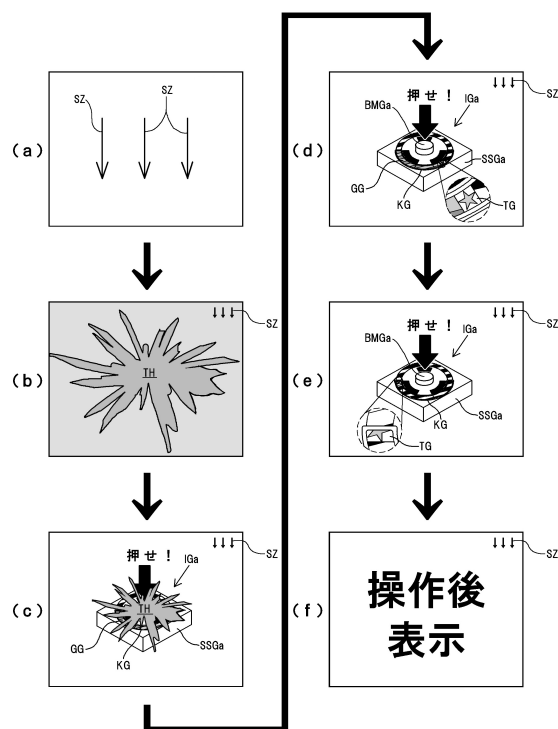 (a)
SZ
SZ
(b)
TH
SZ
(c)
押せ！
TH
IGa
SZ
GG
KG
SSGa
(d)
押せ！
BMGa
IGa
SZ
SSGa
GG
KG
TG
(e)
押せ！
BMGa
IGa
SZ
SSGa
KG
TG
(f)
SZ
操作後
表示